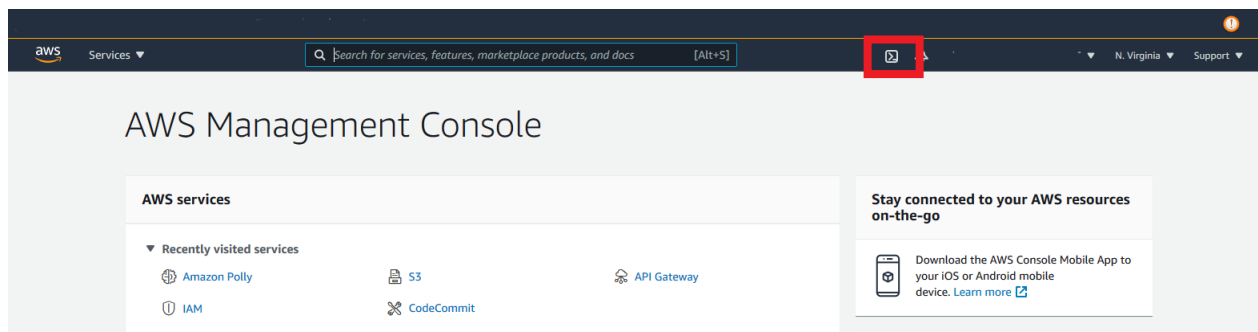 aws Services ▼ Search for services, features, marketplace products, and docs [Alt+S] ▼ N. Virginia ▼ Support ▼
AWS Management Console
AWS services
▼ Recently visited services
Amazon Polly S3 API Gateway
IAM CodeCommit
Stay connected to your AWS resources
on-the-go
Download the AWS Console Mobile App to
your iOS or Android mobile
device. Learn more